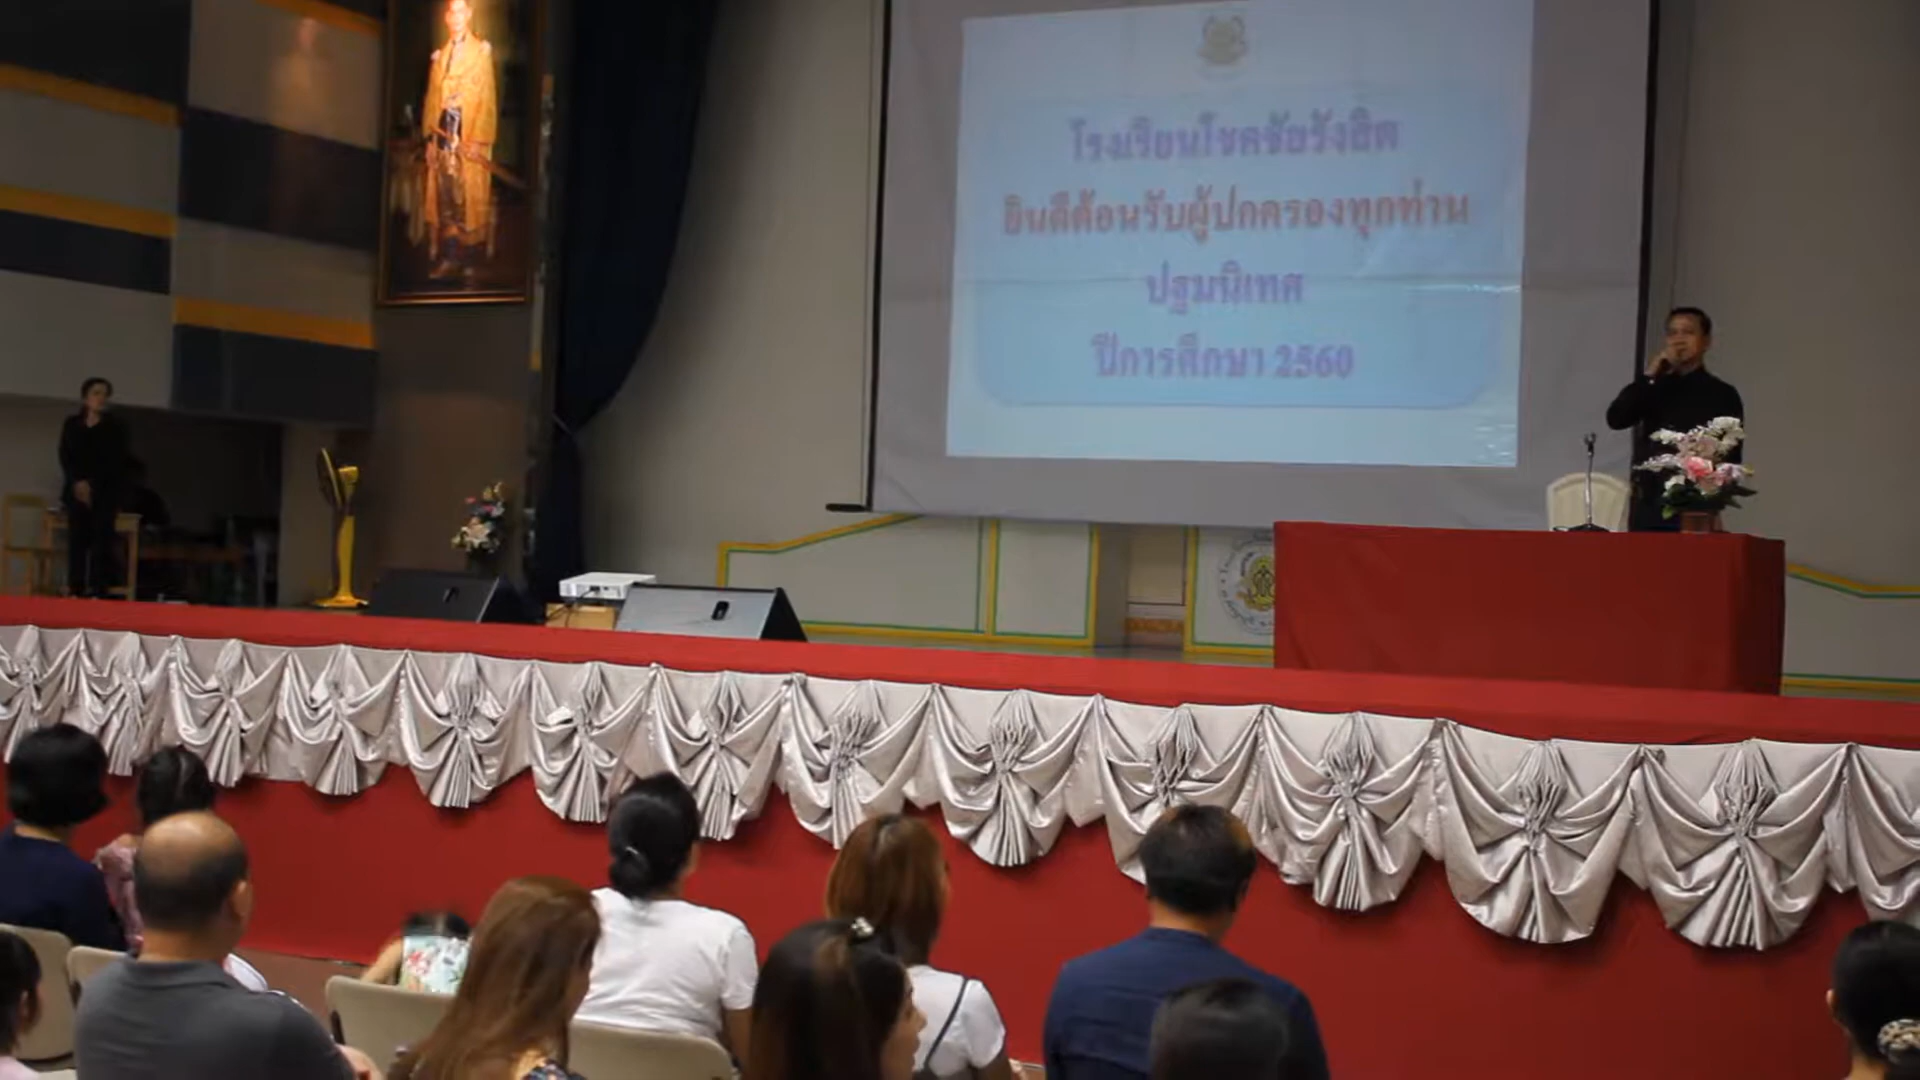 โรงเรียนโชคชัยรังสิต
ยินดีต้อนรับผู้ปกครองทุกท่าน
ปฐมนิเทศ
ปีการศึกษา 2560